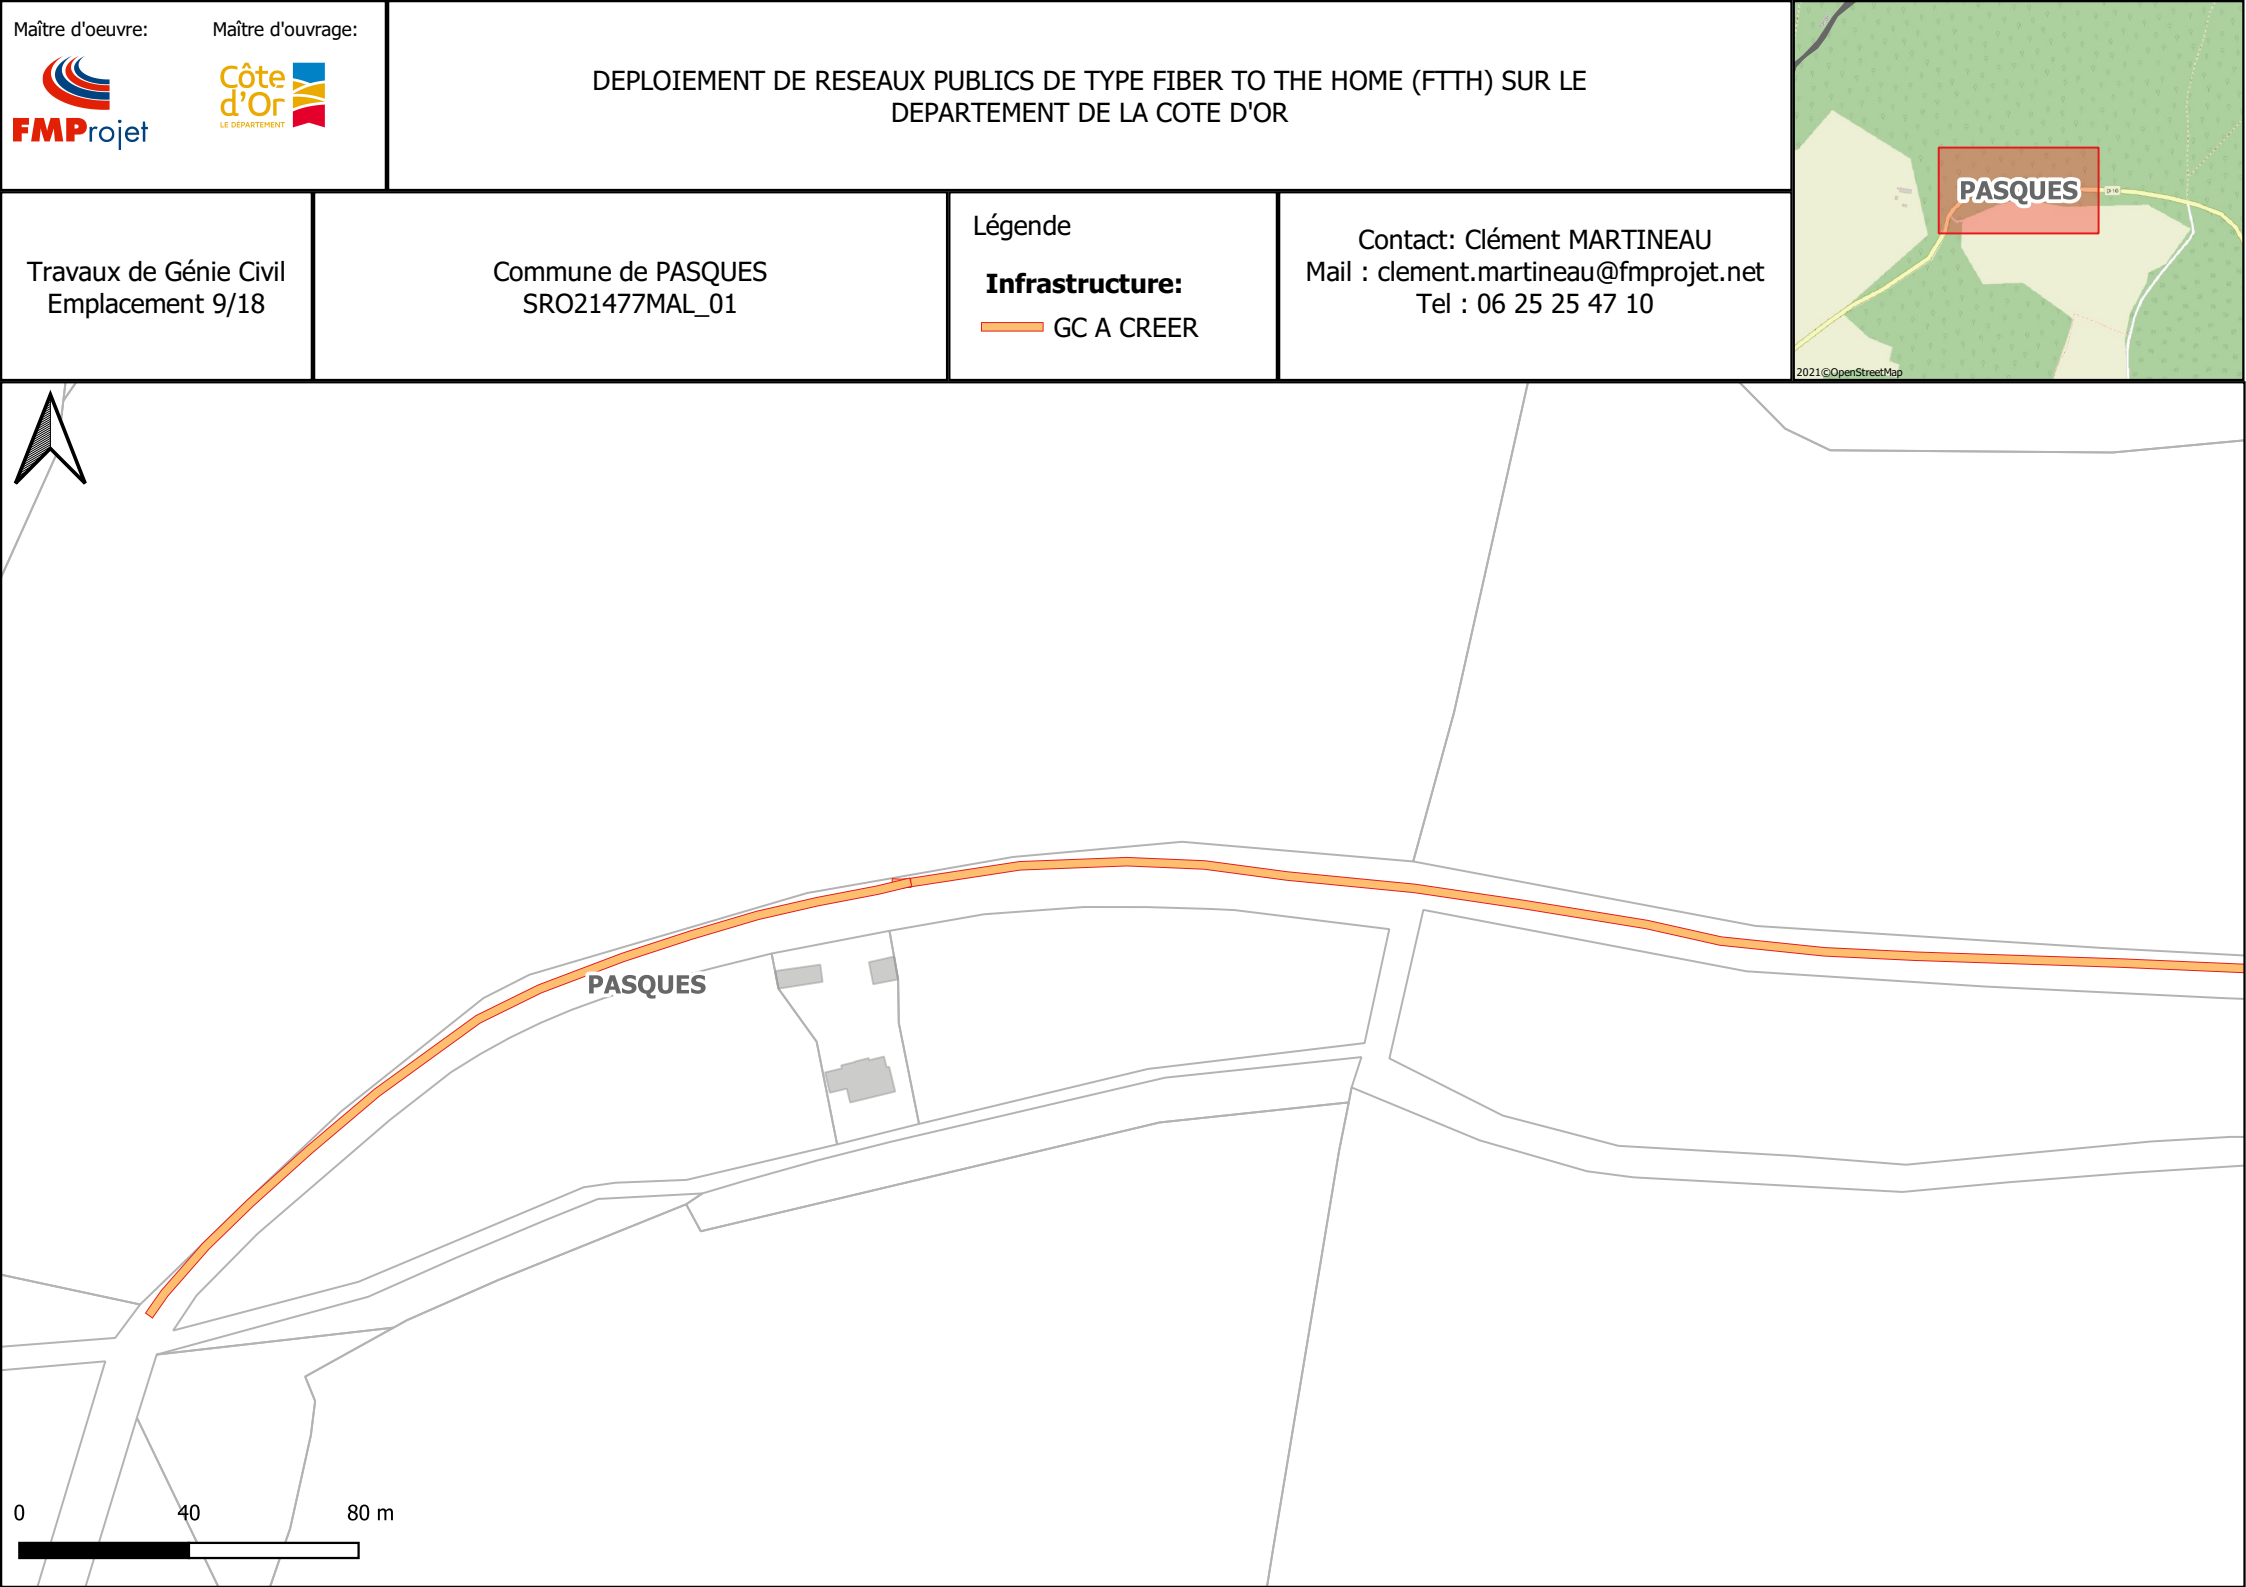 Maître d'oeuvre:
Maître d'ouvrage:
FMProjet
Côte
d'Or
LE DÉPARTEMENT
DEPLOIEMENT DE RESEAUX PUBLICS DE TYPE FIBER TO THE HOME (FTTH) SUR LE
DEPARTEMENT DE LA COTE D'OR
Travaux de Génie Civil
Emplacement 9/18
Commune de PASQUES
SRO21477MAL_01
Légende
Infrastructure:
GC A CREER
Contact: Clément MARTINEAU
Mail : clement.martineau@fmprojet.net
Tel : 06 25 25 47 10
PASQUES
2021©OpenStreetMap
PASQUES
0 40 80 m